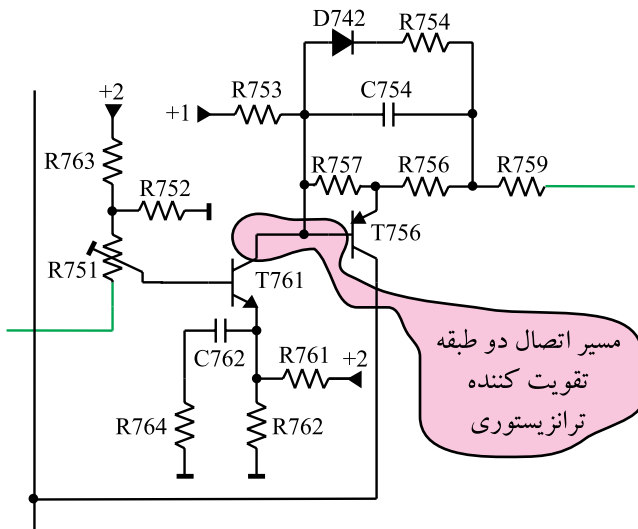 D742
R754
+2
+1
R753
C754
R763
R752
R757
R756
R759
R751
T761
T756
C762
R761
+2
R764
R762
مسیر اتصال دو طبقه
تقویت کننده
ترانزیستوری